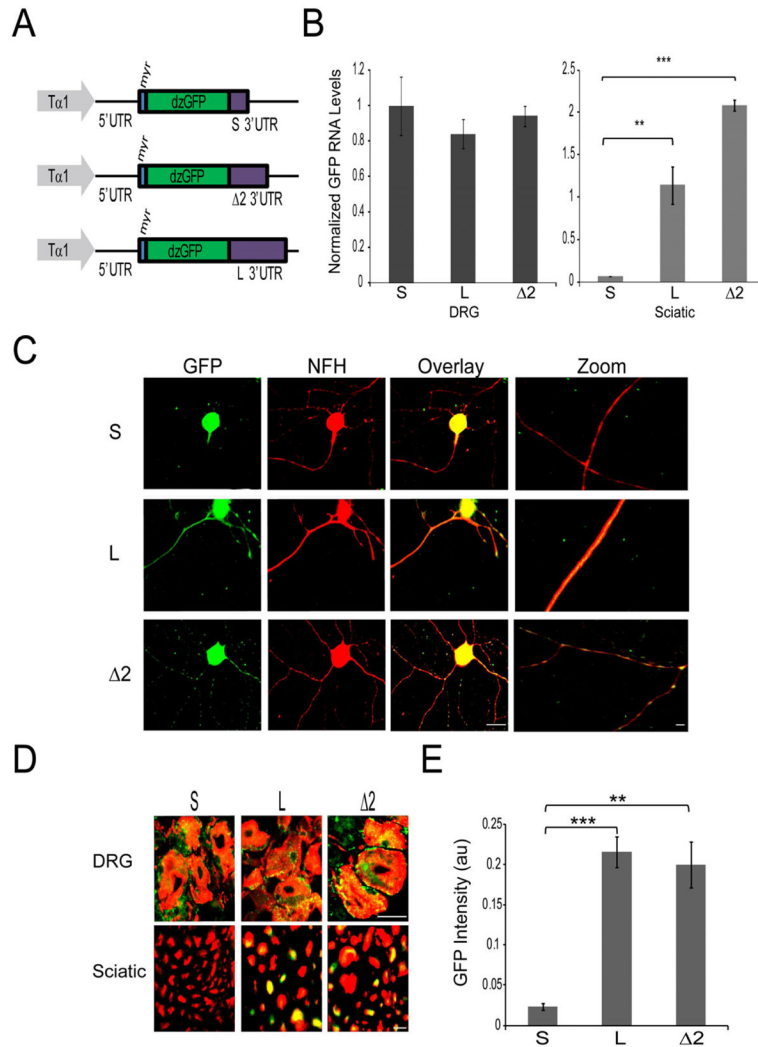 A
Tα1
5'UTR
myr
dzGFP
S 3'UTR
Tα1
5'UTR
myr
dzGFP
Δ2 3'UTR
Tα1
5'UTR
myr
dzGFP
L 3'UTR
B
Normalized GFP RNA Levels
1.2
1
0.8
0.6
0.4
0.2
0
S L Δ2
DRG
2.5
2
1.5
1
0.5
0
**
***
S L Δ2
Sciatic
C
GFP NFH Overlay Zoom
S
L
Δ2
D
S L Δ2
DRG
Sciatic
E
GFP Intensity (au)
0.25
0.2
0.15
0.1
0.05
0
**
***
S L Δ2